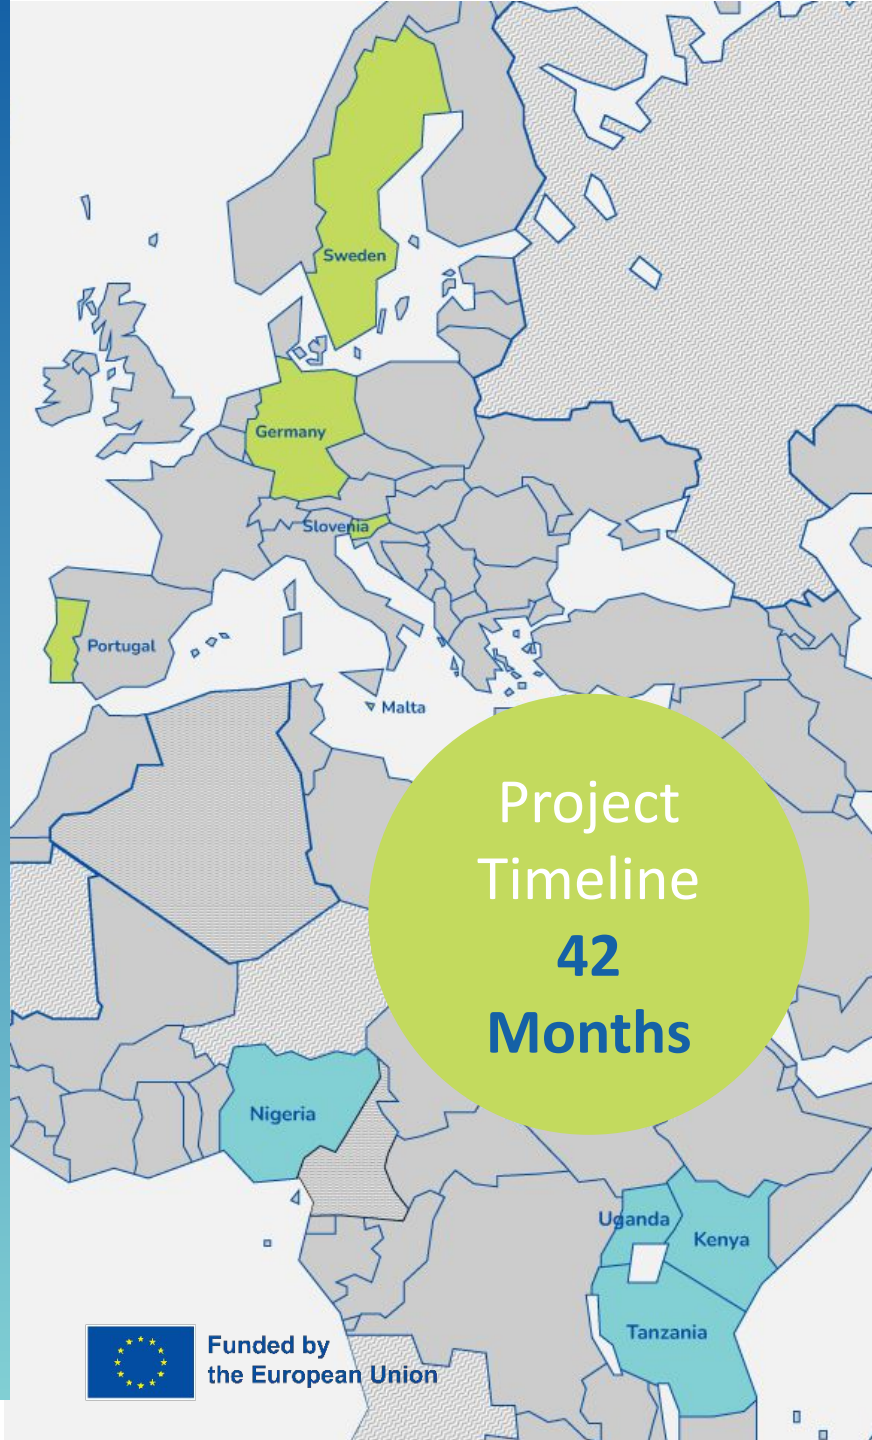 Sweden
Germany
Slovenia
Portugal
Malta
Project
Timeline
42
Months
Nigeria
Uganda
Kenya
Tanzania
Funded by
the European Union